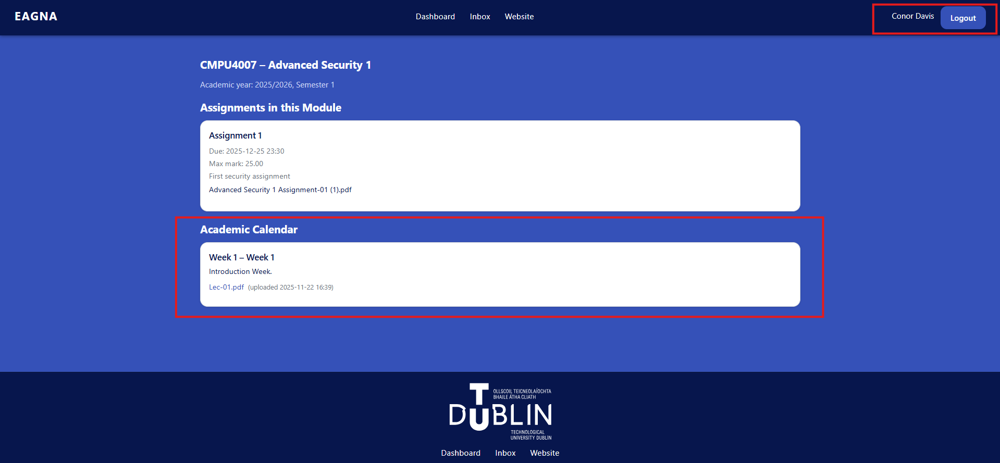 EAGNA
Dashboard Inbox Website
Conor Davis Logout
CMPU4007 – Advanced Security 1
Academic year: 2025/2026, Semester 1
Assignments in this Module
Assignment 1
Due: 2025-12-25 23:30
Max mark: 25.00
First security assignment
Advanced Security 1 Assignment-01 (1).pdf
Academic Calendar
Week 1 – Week 1
Introduction Week.
Lec-01.pdf (uploaded 2025-11-22 16:39)
OLLSCOIL TEICNEOLAÍOCHTA
BHAILE ÁTHA CLIATH
TU DUBLIN
TECHNOLOGICAL
UNIVERSITY DUBLIN
Dashboard Inbox Website